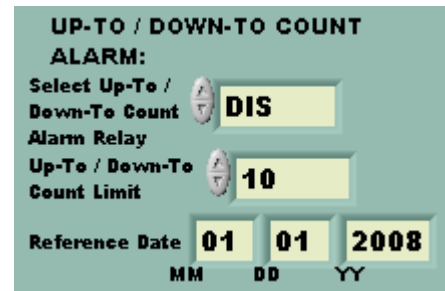 UP-TO / DOWN-TO COUNT
ALARM:
Select Up-To /
Down-To Count DIS
Alarm Relay
Up-To / Down-To
Count Limit 10
Reference Date 01 01 2008
MM DD YY